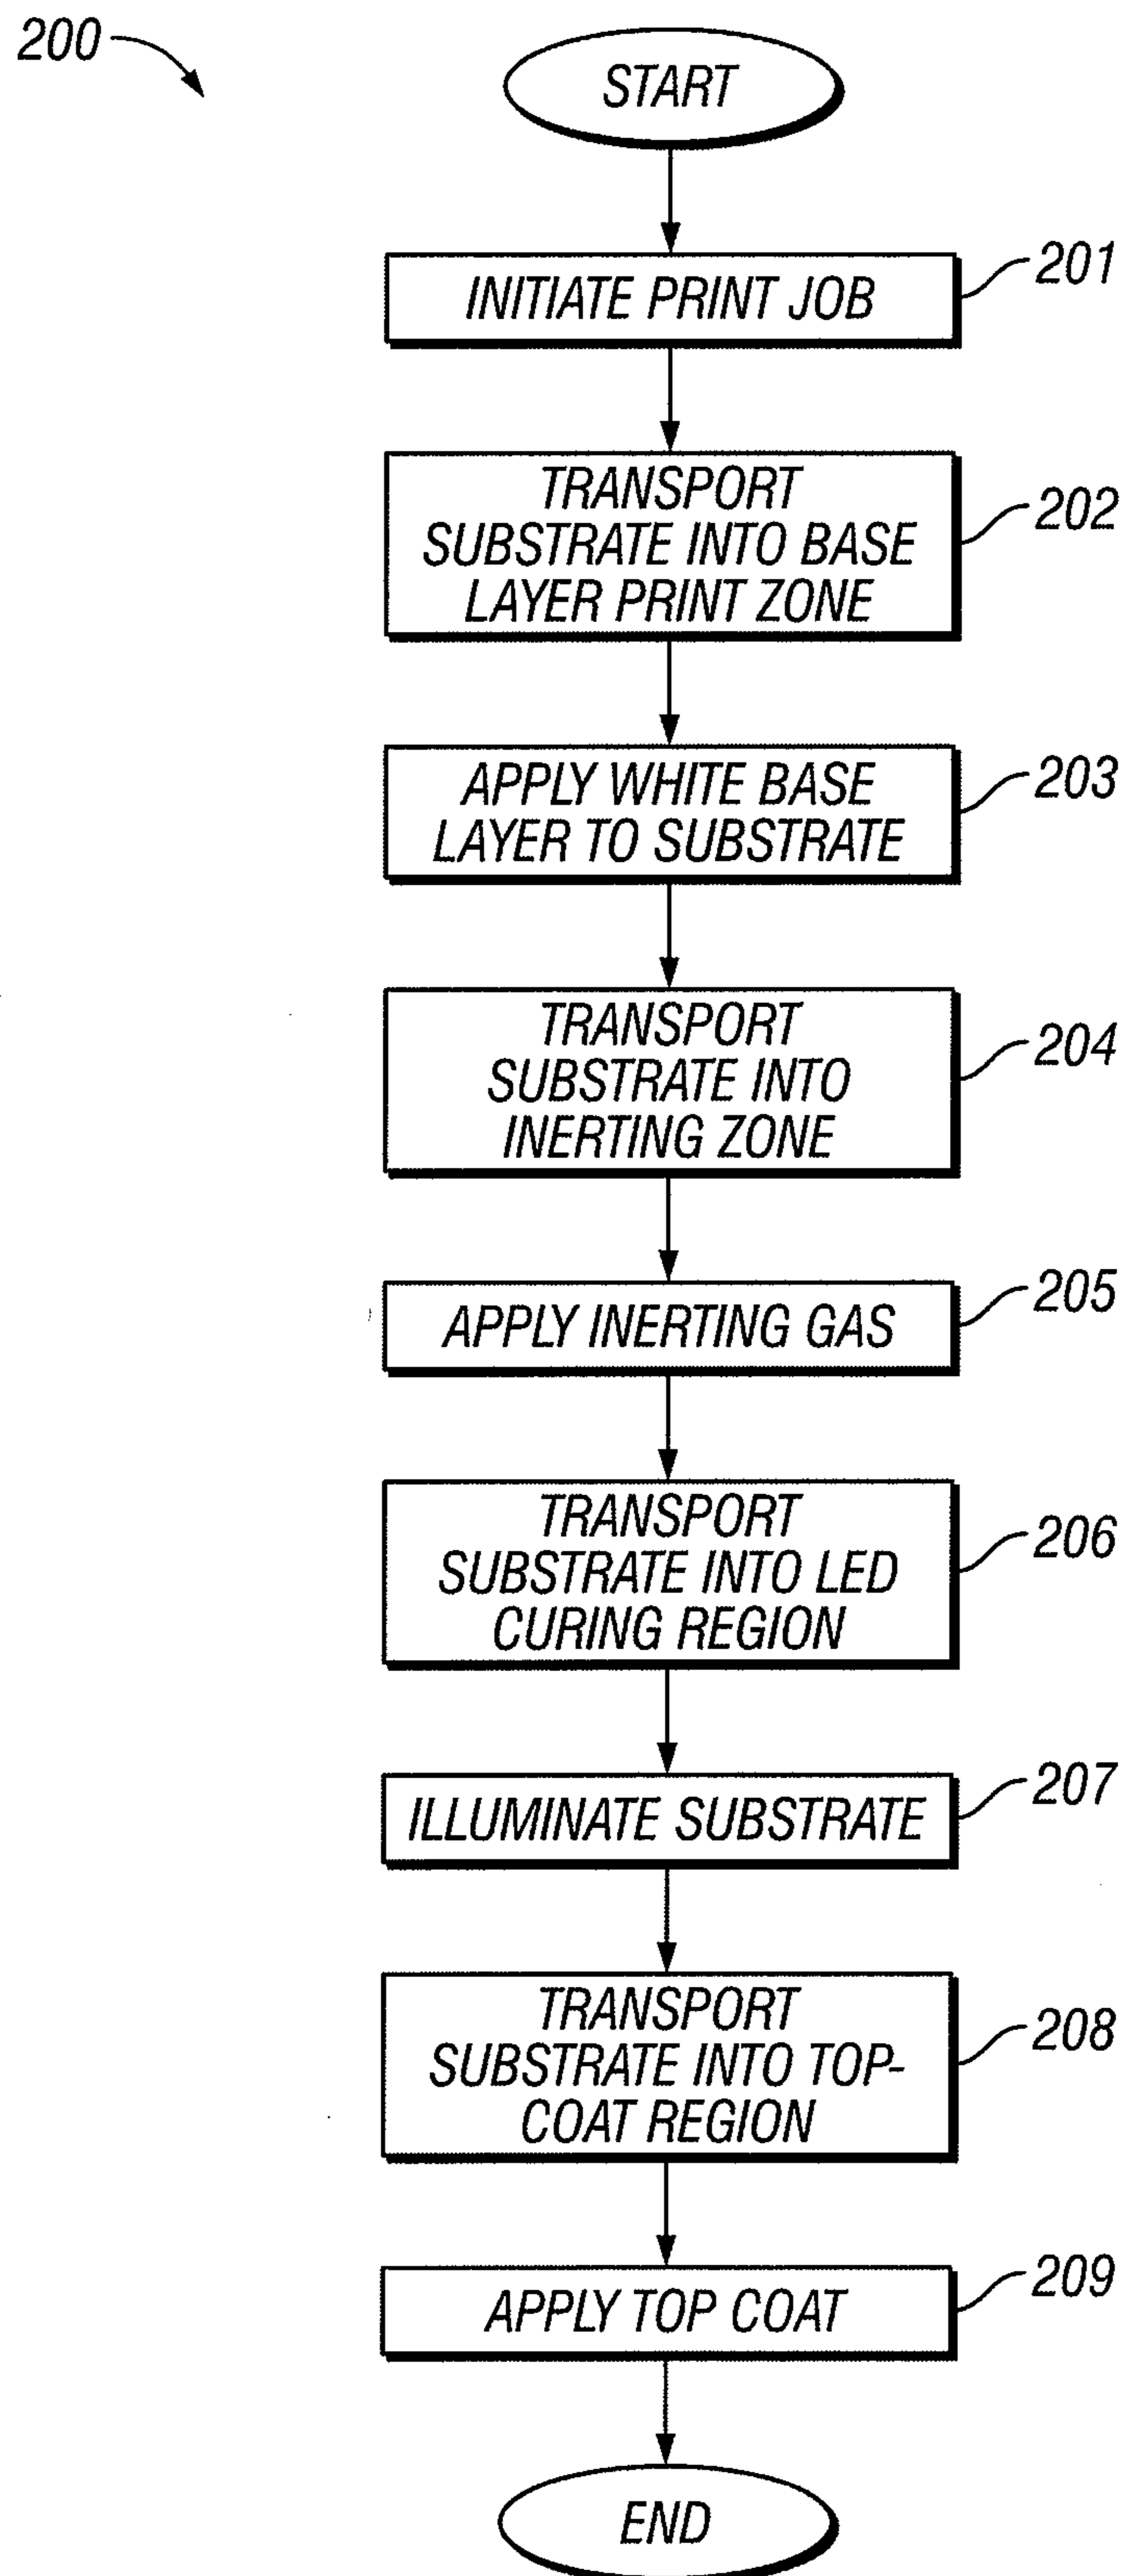 200
START
INITIATE PRINT JOB
201
TRANSPORT
SUBSTRATE INTO BASE
LAYER PRINT ZONE
202
APPLY WHITE BASE
LAYER TO SUBSTRATE
203
TRANSPORT
SUBSTRATE INTO
INERTING ZONE
204
APPLY INERTING GAS
205
TRANSPORT
SUBSTRATE INTO LED
CURING REGION
206
ILLUMINATE SUBSTRATE
207
TRANSPORT
SUBSTRATE INTO TOP-
COAT REGION
208
APPLY TOP COAT
209
END